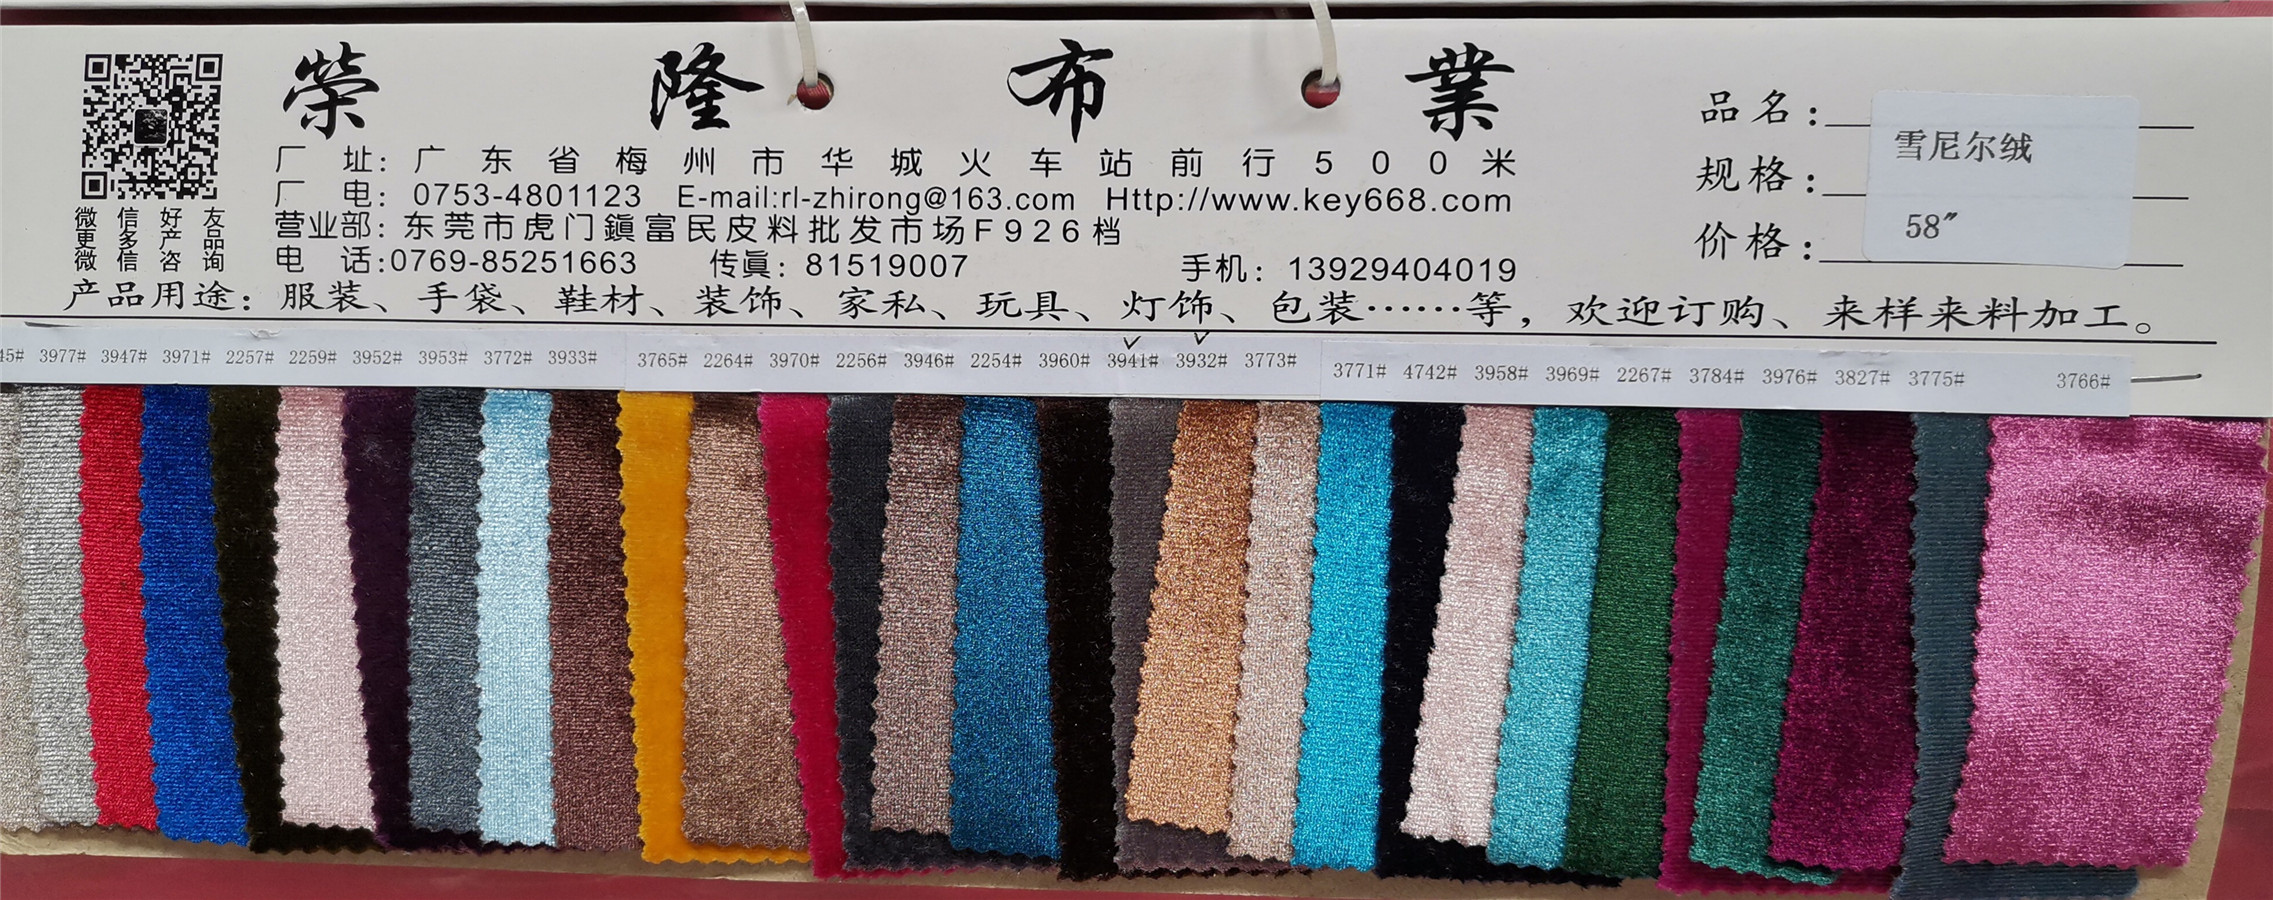 榮隆布業
厂址：广东省梅州市华城火车站前行500米
厂电：0753-4801123 E-mail:rl-zhirong@163.com Http://www.key668.com
营业部：东莞市虎门鎭富民皮料批发市场F926档
电话:0769-85251663 传眞：81519007 手机：13929404019
微信好友
更多产品
微信咨询
产品用途：服装、手袋、鞋材、装饰、家私、玩具、灯饰、包装……等，欢迎订购、来样来料加工。
品名：雪尼尔绒
规格：
价格：58″
45# 3977# 3947# 3971# 2257# 2259# 3952# 3953# 3772# 3933# 3765# 2264# 3970# 2256# 3946# 2254# 3960# 3941# 3932# 3773# 3771# 4742# 3958# 3969# 2267# 3784# 3976# 3827# 3775# 3766#